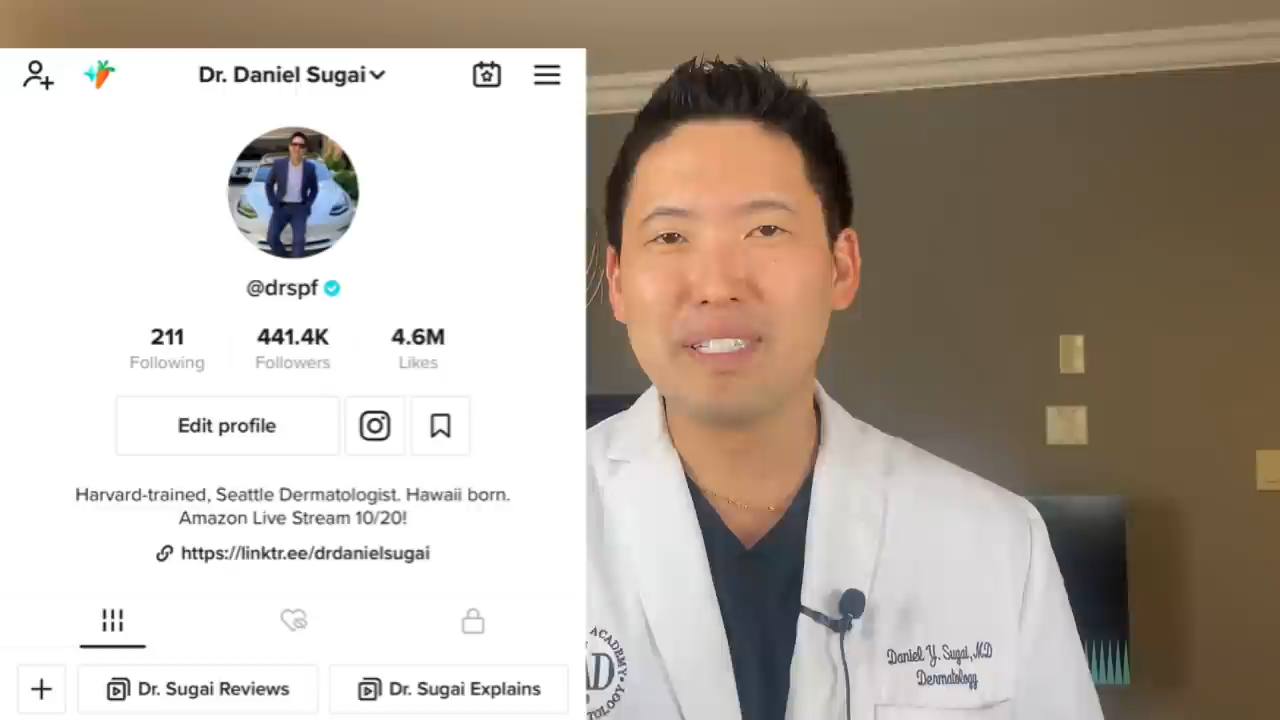 Dr. Daniel Sugai
@drspf
211
Following
441.4K
Followers
4.6M
Likes
Edit profile
Harvard-trained, Seattle Dermatologist. Hawaii born.
Amazon Live Stream 10/20!
https://linktr.ee/drdanielsugai
Dr. Sugai Reviews
Dr. Sugai Explains
ACADEMY
Daniel Y. Sugai, MD
Dermatology